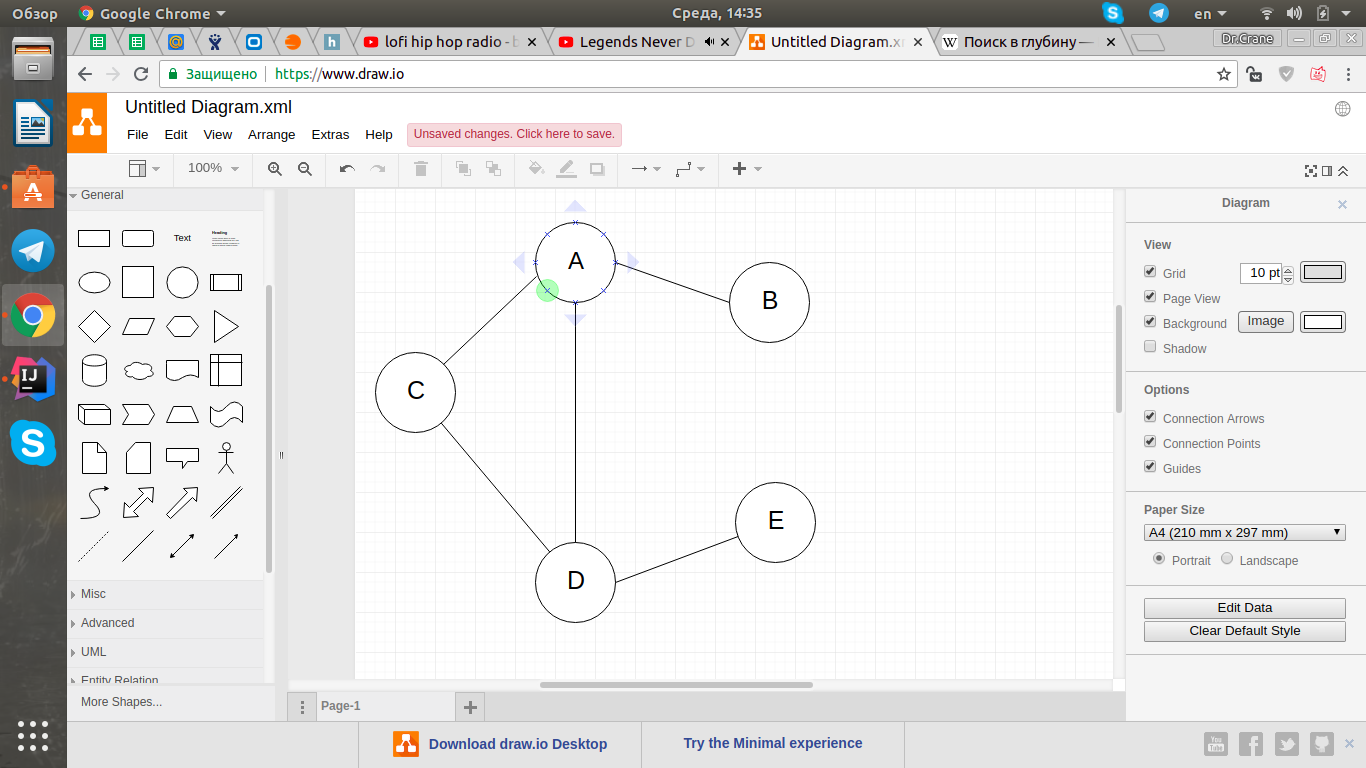 Обзор
Google Chrome
Среда, 14:35
en
lofi hip hop radio - b
Legends Never D
Untitled Diagram.x
Поиск в глубину —
Dr.Crane
Защищено
https://www.draw.io
Untitled Diagram.xml
File
Edit
View
Arrange
Extras
Help
Unsaved changes. Click here to save.
100%
General
Text
Heading
Misc
Advanced
UML
Entity Relation
More Shapes...
A
B
C
D
E
Diagram
View
Grid
10 pt
Page View
Background
Image
Shadow
Options
Connection Arrows
Connection Points
Guides
Paper Size
A4 (210 mm x 297 mm)
Portrait
Landscape
Edit Data
Clear Default Style
Page-1
Download draw.io Desktop
Try the Minimal experience